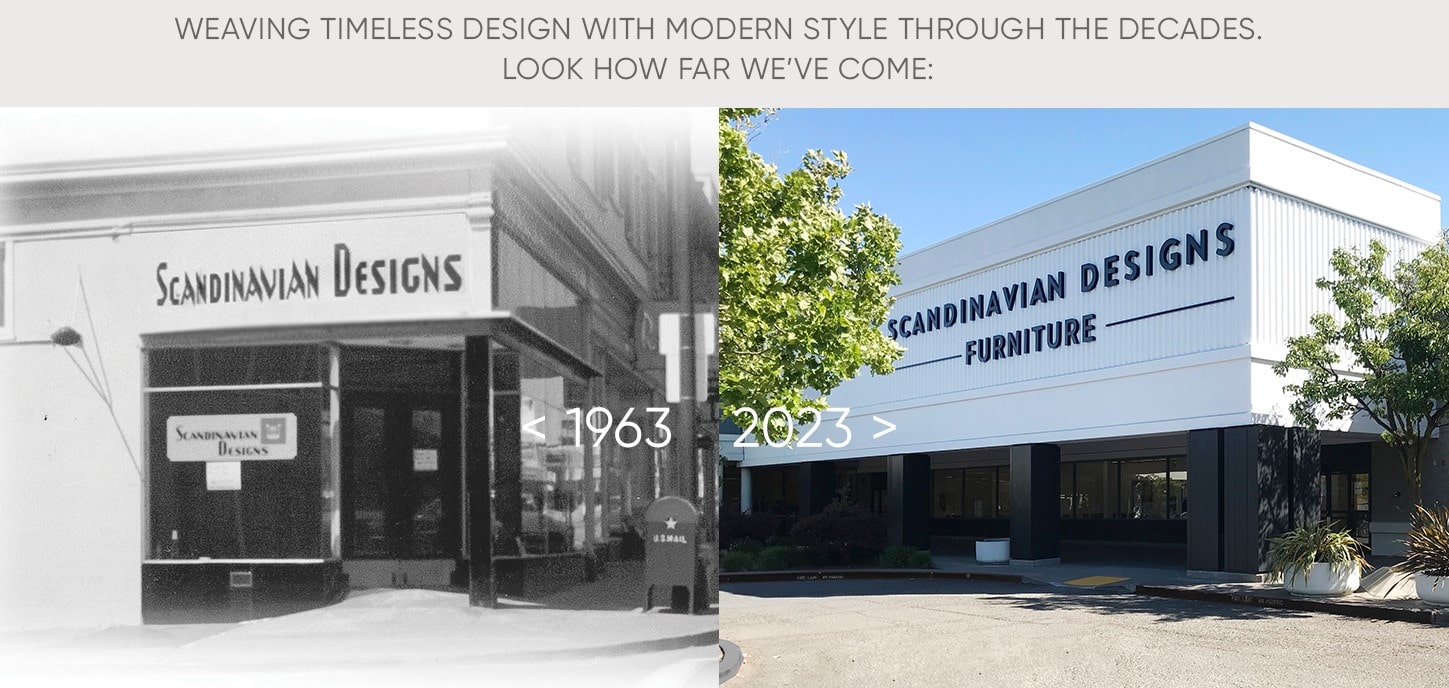 WEAVING TIMELESS DESIGN WITH MODERN STYLE THROUGH THE DECADES.
LOOK HOW FAR WE'VE COME:
SCANDINAVIAN DESIGNS
SCANDINAVIAN
DESIGNS
U.S. MAIL
< 1963
2023 >
SCANDINAVIAN DESIGNS
FURNITURE